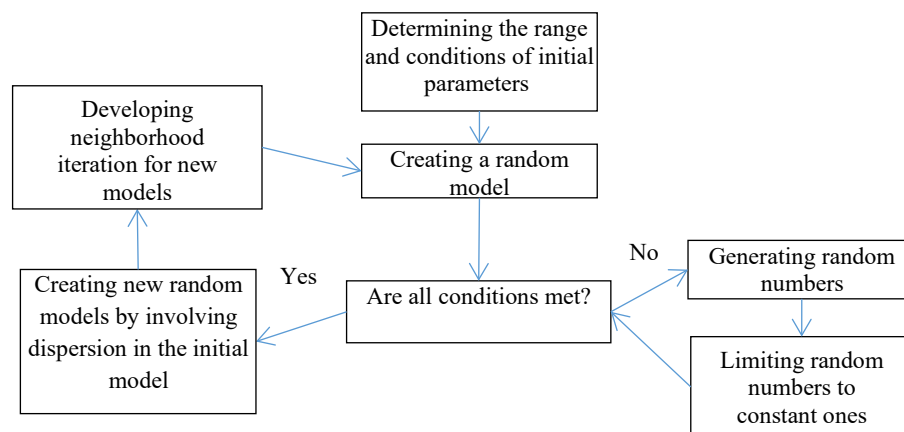 Determining the range
and conditions of initial
parameters
Developing
neighborhood
iteration for new
models
Creating a random
model
No
Generating random
numbers
Yes
Are all conditions met?
Creating new random
models by involving
dispersion in the initial
model
Limiting random
numbers to
constant ones